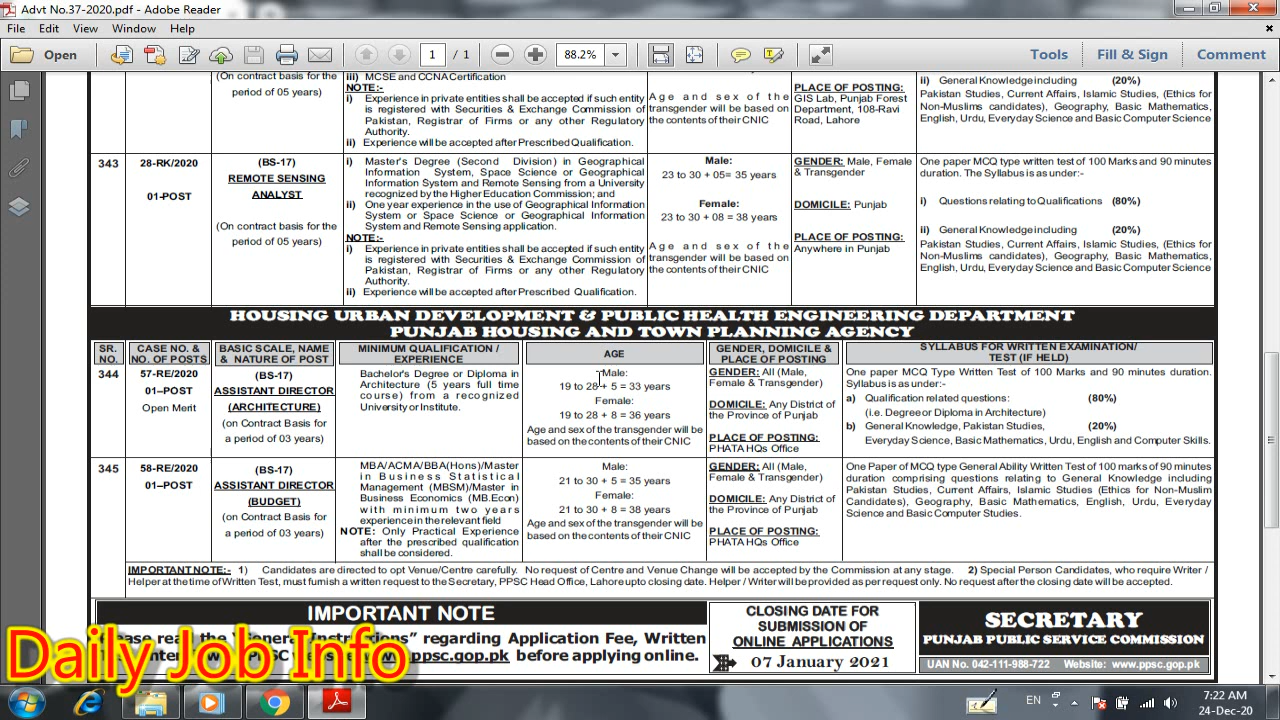 Advt No.37-2020.pdf - Adobe Reader
File Edit View Window Help
Open 1 / 1 88.2% Tools Fill & Sign Comment
(On contract basis for the
period of 05 years)
iii) MCSE and CCNA Certification
NOTE:-
i) Experience in private entities shall be accepted if such entity
is registered with Securities & Exchange Commission of
Pakistan, Registrar of Firms or any other Regulatory
Authority.
ii) Experience will be accepted after Prescribed Qualification.
Age and sex of the
transgender will be based on
the contents of their CNIC
PLACE OF POSTING:
GIS Lab, Punjab Forest
Department, 108-Ravi
Road, Lahore
ii) General Knowledge including (20%)
Pakistan Studies, Current Affairs, Islamic Studies, (Ethics for
Non-Muslims candidates), Geography, Basic Mathematics,
English, Urdu, Everyday Science and Basic Computer Science
343
28-RK/2020
01-POST
(BS-17)
REMOTE SENSING
ANALYST
(On contract basis for the
period of 05 years)
i) Master's Degree (Second Division) in Geographical
Information System, Space Science or Geographical
Information System and Remote Sensing from a University
recognized by the Higher Education Commission; and
ii) One year experience in the use of Geographical Information
System or Space Science or Geographical Information
System and Remote Sensing application.
NOTE:-
i) Experience in private entities shall be accepted if such entity
is registered with Securities & Exchange Commission of
Pakistan, Registrar of Firms or any other Regulatory
Authority.
ii) Experience will be accepted after Prescribed Qualification.
Male:
23 to 30 + 05= 35 years
Female:
23 to 30 + 08 = 38 years
Age and sex of the
transgender will be based on
the contents of their CNIC
GENDER: Male, Female
& Transgender
DOMICILE: Punjab
PLACE OF POSTING:
Anywhere in Punjab
One paper MCQ type written test of 100 Marks and 90 minutes
duration. The Syllabus is as under:-
i) Questions relating to Qualifications (80%)
ii) General Knowledge including (20%)
Pakistan Studies, Current Affairs, Islamic Studies, (Ethics for
Non-Muslims candidates), Geography, Basic Mathematics,
English, Urdu, Everyday Science and Basic Computer Science
HOUSING URBAN DEVELOPMENT & PUBLIC HEALTH ENGINEERING DEPARTMENT
PUNJAB HOUSING AND TOWN PLANNING AGENCY
SR. NO.
CASE NO. & NO. OF POSTS
BASIC SCALE, NAME & NATURE OF POST
MINIMUM QUALIFICATION / EXPERIENCE
AGE
GENDER, DOMICILE & PLACE OF POSTING
SYLLABUS FOR WRITTEN EXAMINATION/ TEST (IF HELD)
344
57-RE/2020
01–POST
Open Merit
(BS-17)
ASSISTANT DIRECTOR
(ARCHITECTURE)
(on Contract Basis for
a period of 03 years)
Bachelor's Degree or Diploma in
Architecture (5 years full time
course) from a recognized
University or Institute.
Male:
19 to 28 + 5 = 33 years
Female:
19 to 28 + 8 = 36 years
Age and sex of the transgender will be
based on the contents of their CNIC
GENDER: All (Male,
Female & Transgender)
DOMICILE: Any District of
the Province of Punjab
PLACE OF POSTING:
PHATA HQs Office
One paper MCQ Type Written Test of 100 Marks and 90 minutes duration.
Syllabus is as under:-
a) Qualification related questions: (80%)
(i.e. Degree or Diploma in Architecture)
b) General Knowledge, Pakistan Studies, (20%)
Everyday Science, Basic Mathematics, Urdu, English and Computer Skills.
345
58-RE/2020
01–POST
(BS-17)
ASSISTANT DIRECTOR
(BUDGET)
(on Contract Basis for
a period of 03 years)
MBA/ACMA/BBA(Hons)/Master
in Business Statistical
Management (MBSM)/Master in
Business Economics (MB.Econ)
with minimum two years
experience in the relevant field
NOTE: Only Practical Experience
after the prescribed qualification
shall be considered.
Male:
21 to 30 + 5 = 35 years
Female:
21 to 30 + 8 = 38 years
Age and sex of the transgender will be
based on the contents of their CNIC
GENDER: All (Male,
Female & Transgender)
DOMICILE: Any District of
the Province of Punjab
PLACE OF POSTING:
PHATA HQs Office
One Paper of MCQ type General Ability Written Test of 100 marks of 90 minutes
duration comprising questions relating to General Knowledge including
Pakistan Studies, Current Affairs, Islamic Studies (Ethics for Non-Muslim
Candidates), Geography, Basic Mathematics, English, Urdu, Everyday
Science and Basic Computer Studies.
IMPORTANT NOTE:- 1) Candidates are directed to opt Venue/Centre carefully. No request of Centre and Venue Change will be accepted by the Commission at any stage. 2) Special Person Candidates, who require Writer /
Helper at the time of Written Test, must furnish a written request to the Secretary, PPSC Head Office, Lahore upto closing date. Helper / Writer will be provided as per request only. No request after the closing date will be accepted.
IMPORTANT NOTE
read the "General Instructions" regarding Application Fee, Written
www.ppsc.gop.pk before applying online.
CLOSING DATE FOR
SUBMISSION OF
ONLINE APPLICATIONS
07 January 2021
SECRETARY
PUNJAB PUBLIC SERVICE COMMISSION
UAN No. 042-111-988-722 Website: www.ppsc.gop.pk
Daily Job Info
EN
7:22 AM
24-Dec-20